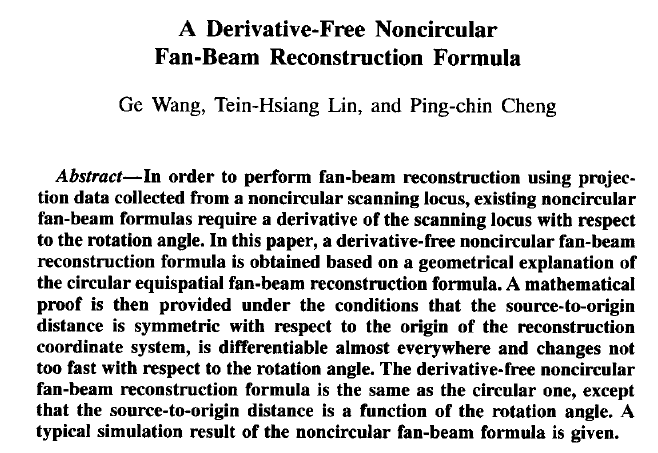 A Derivative-Free Noncircular
Fan-Beam Reconstruction Formula
Ge Wang, Tein-Hsiang Lin, and Ping-chin Cheng
Abstract—In order to perform fan-beam reconstruction using projec-
tion data collected from a noncircular scanning locus, existing noncircular
fan-beam formulas require a derivative of the scanning locus with respect
to the rotation angle. In this paper, a derivative-free noncircular fan-beam
reconstruction formula is obtained based on a geometrical explanation of
the circular equispatial fan-beam reconstruction formula. A mathematical
proof is then provided under the conditions that the source-to-origin
distance is symmetric with respect to the origin of the reconstruction
coordinate system, is differentiable almost everywhere and changes not
too fast with respect to the rotation angle. The derivative-free noncircular
fan-beam reconstruction formula is the same as the circular one, except
that the source-to-origin distance is a function of the rotation angle. A
typical simulation result of the noncircular fan-beam formula is given.